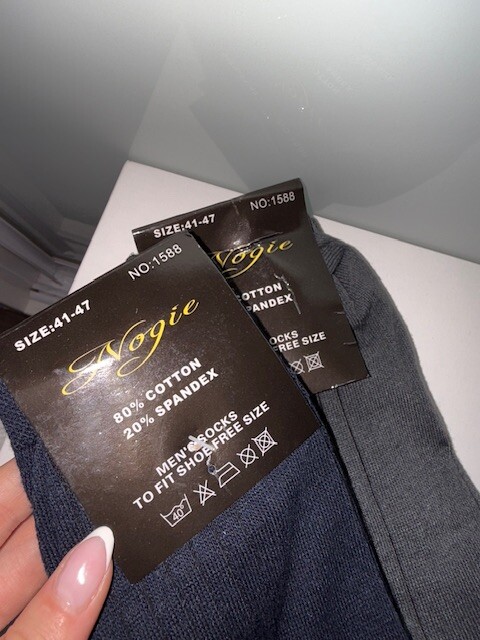 SIZE:41-47 NO:1588
Nogie
80% COTTON
20% SPANDEX
MEN'S SOCKS
TO FIT SHOE FREE SIZE
40°
SIZE:41-47 NO:1588
Nogie
COTTON
SPANDEX
SOCKS
FREE SIZE